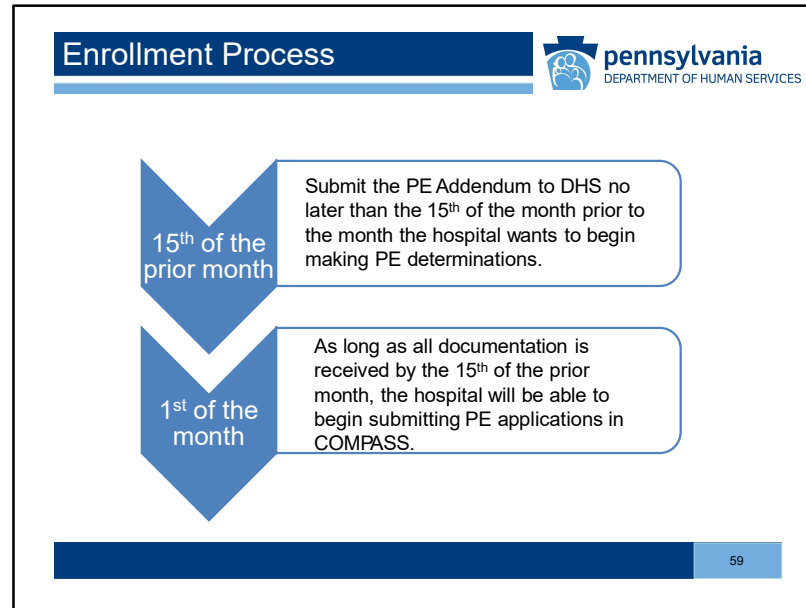 Enrollment Process
pennsylvania
DEPARTMENT OF HUMAN SERVICES
15th of the
prior month
Submit the PE Addendum to DHS no
later than the 15th of the month prior to
the month the hospital wants to begin
making PE determinations.
1st of the
month
As long as all documentation is
received by the 15th of the prior
month, the hospital will be able to
begin submitting PE applications in
COMPASS.
59